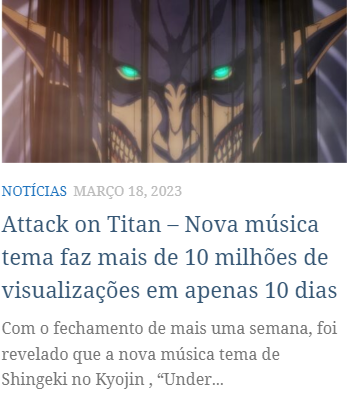 NOTÍCIAS MARÇO 18, 2023
Attack on Titan – Nova música
tema faz mais de 10 milhões de
visualizações em apenas 10 dias
Com o fechamento de mais uma semana, foi
revelado que a nova música tema de
Shingeki no Kyojin , “Under...